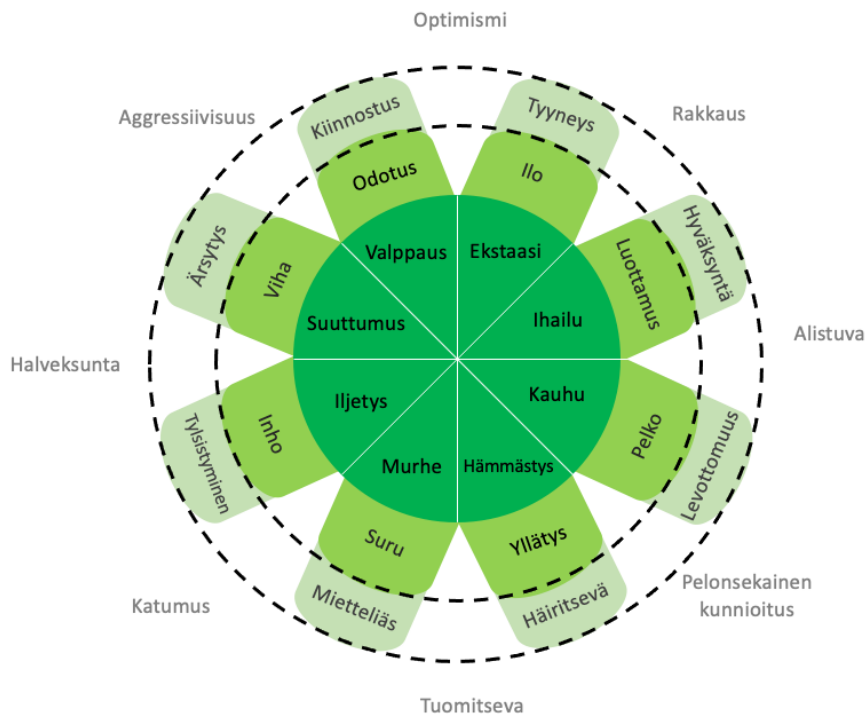 Optimismi
Aggressiivisuus
Rakkaus
Kiinnostus
Tyyneys
Odotus
Ilo
Ärsytys
Viha
Valppaus
Ekstaasi
Luottamus
Hyväksyntä
Suuttumus
Ihailu
Halveksunta
Alistuva
Iljetys
Kauhu
Tylsistyminen
Inho
Murhe
Hämmästys
Pelko
Levottomuus
Suru
Yllätys
Mietteliäs
Häiritsevä
Katumus
Pelonsekainen
kunnioitus
Tuomitseva